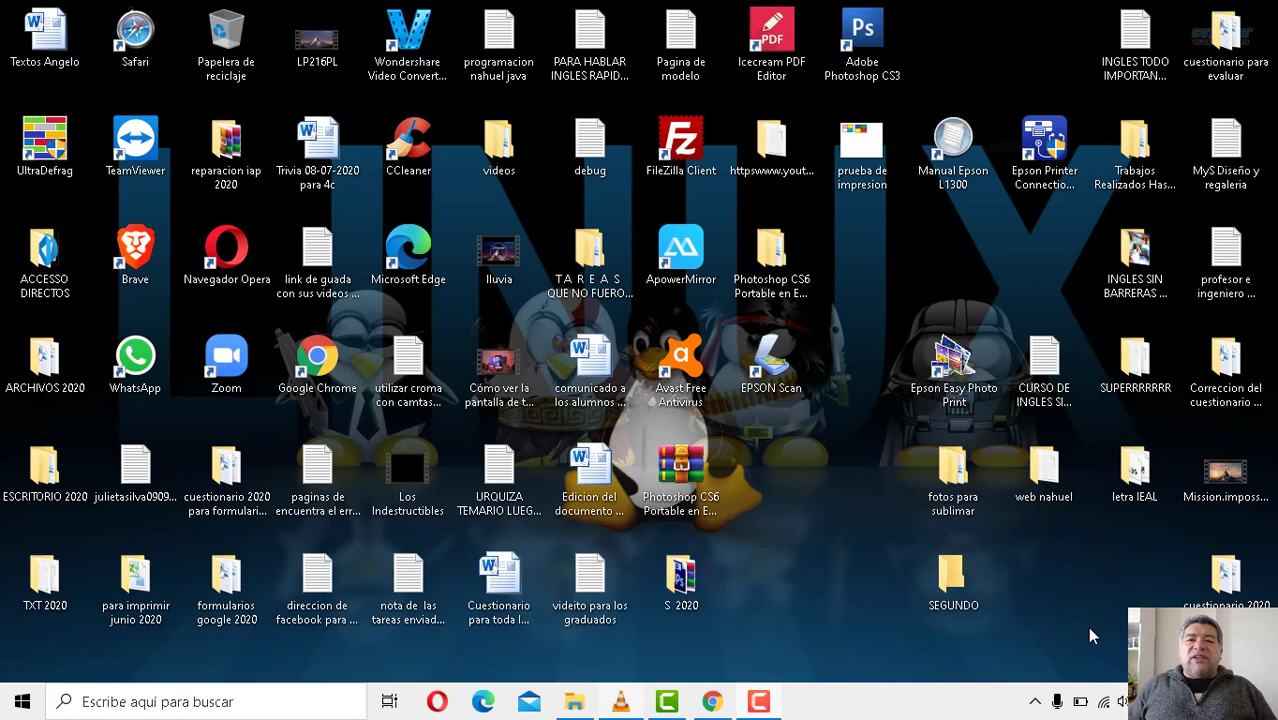 Textos Angelo
Safari
Papelera de
reciclaje
LP216PL
Wondershare
Video Convert...
programacion
nahuel java
PARA HABLAR
INGLES RAPID...
Pagina de
modelo
Icecream PDF
Editor
Adobe
Photoshop CS3
INGLES TODO
IMPORTAN...
cuestionario para
evaluar
UltraDefrag
TeamViewer
reparacion iap
2020
Trivia 08-07-2020
para 4c
CCleaner
videos
debug
FileZilla Client
httpswww.yout...
prueba de
impresion
Manual Epson
L1300
Epson Printer
Connectio...
Trabajos
Realizados Has...
MyS Diseño y
regaleria
ACCESSO
DIRECTOS
Brave
Navegador Opera
link de guada
con sus videos ...
Microsoft Edge
lluvia
T A R E A S
QUE NO FUERO...
ApowerMirror
Photoshop CS6
Portable en E...
INGLES SIN
BARRERAS ...
profesor e
ingeniero ...
ARCHIVOS 2020
WhatsApp
Zoom
Google Chrome
utilizar croma
con camtas...
Cómo ver la
pantalla de t...
comunicado a
los alumnos ...
Avast Free
Antivirus
EPSON Scan
Epson Easy Photo
Print
CURSO DE
INGLES SI...
SUPERRRRRRR
Correccion del
cuestionario ...
ESCRITORIO 2020
julietasilva0909...
cuestionario 2020
para formulari...
paginas de
encuentra el err...
Los
Indestructibles
URQUIZA
TEMARIO LUEG...
Edicion del
documento ...
Photoshop CS6
Portable en E...
fotos para
sublimar
web nahuel
letra IEAL
Mission.imposs...
TXT 2020
para imprimir
junio 2020
formularios
google 2020
direccion de
facebook para ...
nota de las
tareas enviad...
Cuestionario
para toda l...
videito para los
graduados
S 2020
SEGUNDO
cuestionario 2020
LINUX
Escribe aquí para buscar